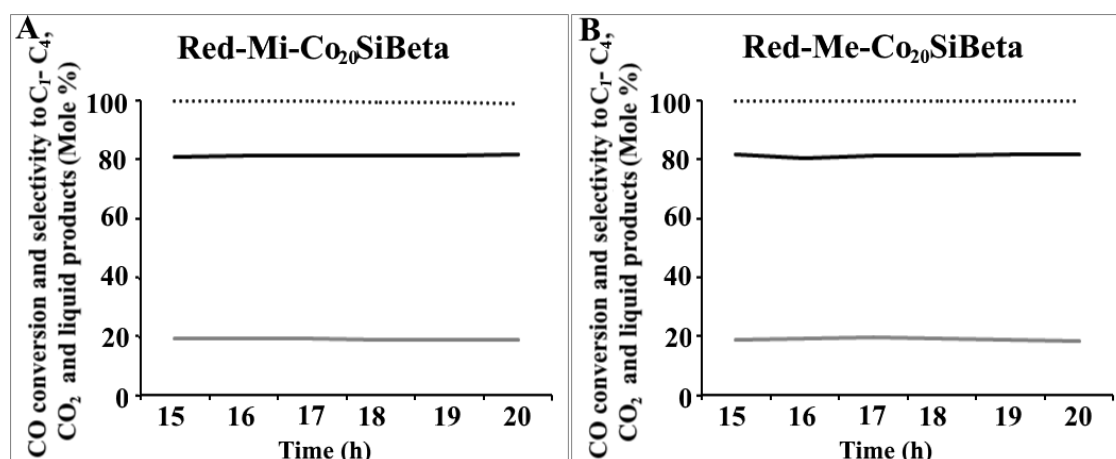 A
Red-Mi-Co20SiBeta
CO conversion and selectivity to C1- C4,
CO2 and liquid products (Mole %)
100
80
60
40
20
0
15 16 17 18 19 20
Time (h)
B
Red-Me-Co20SiBeta
CO conversion and selectivity to C1- C4,
CO2 and liquid products (Mole %)
100
80
60
40
20
0
15 16 17 18 19 20
Time (h)